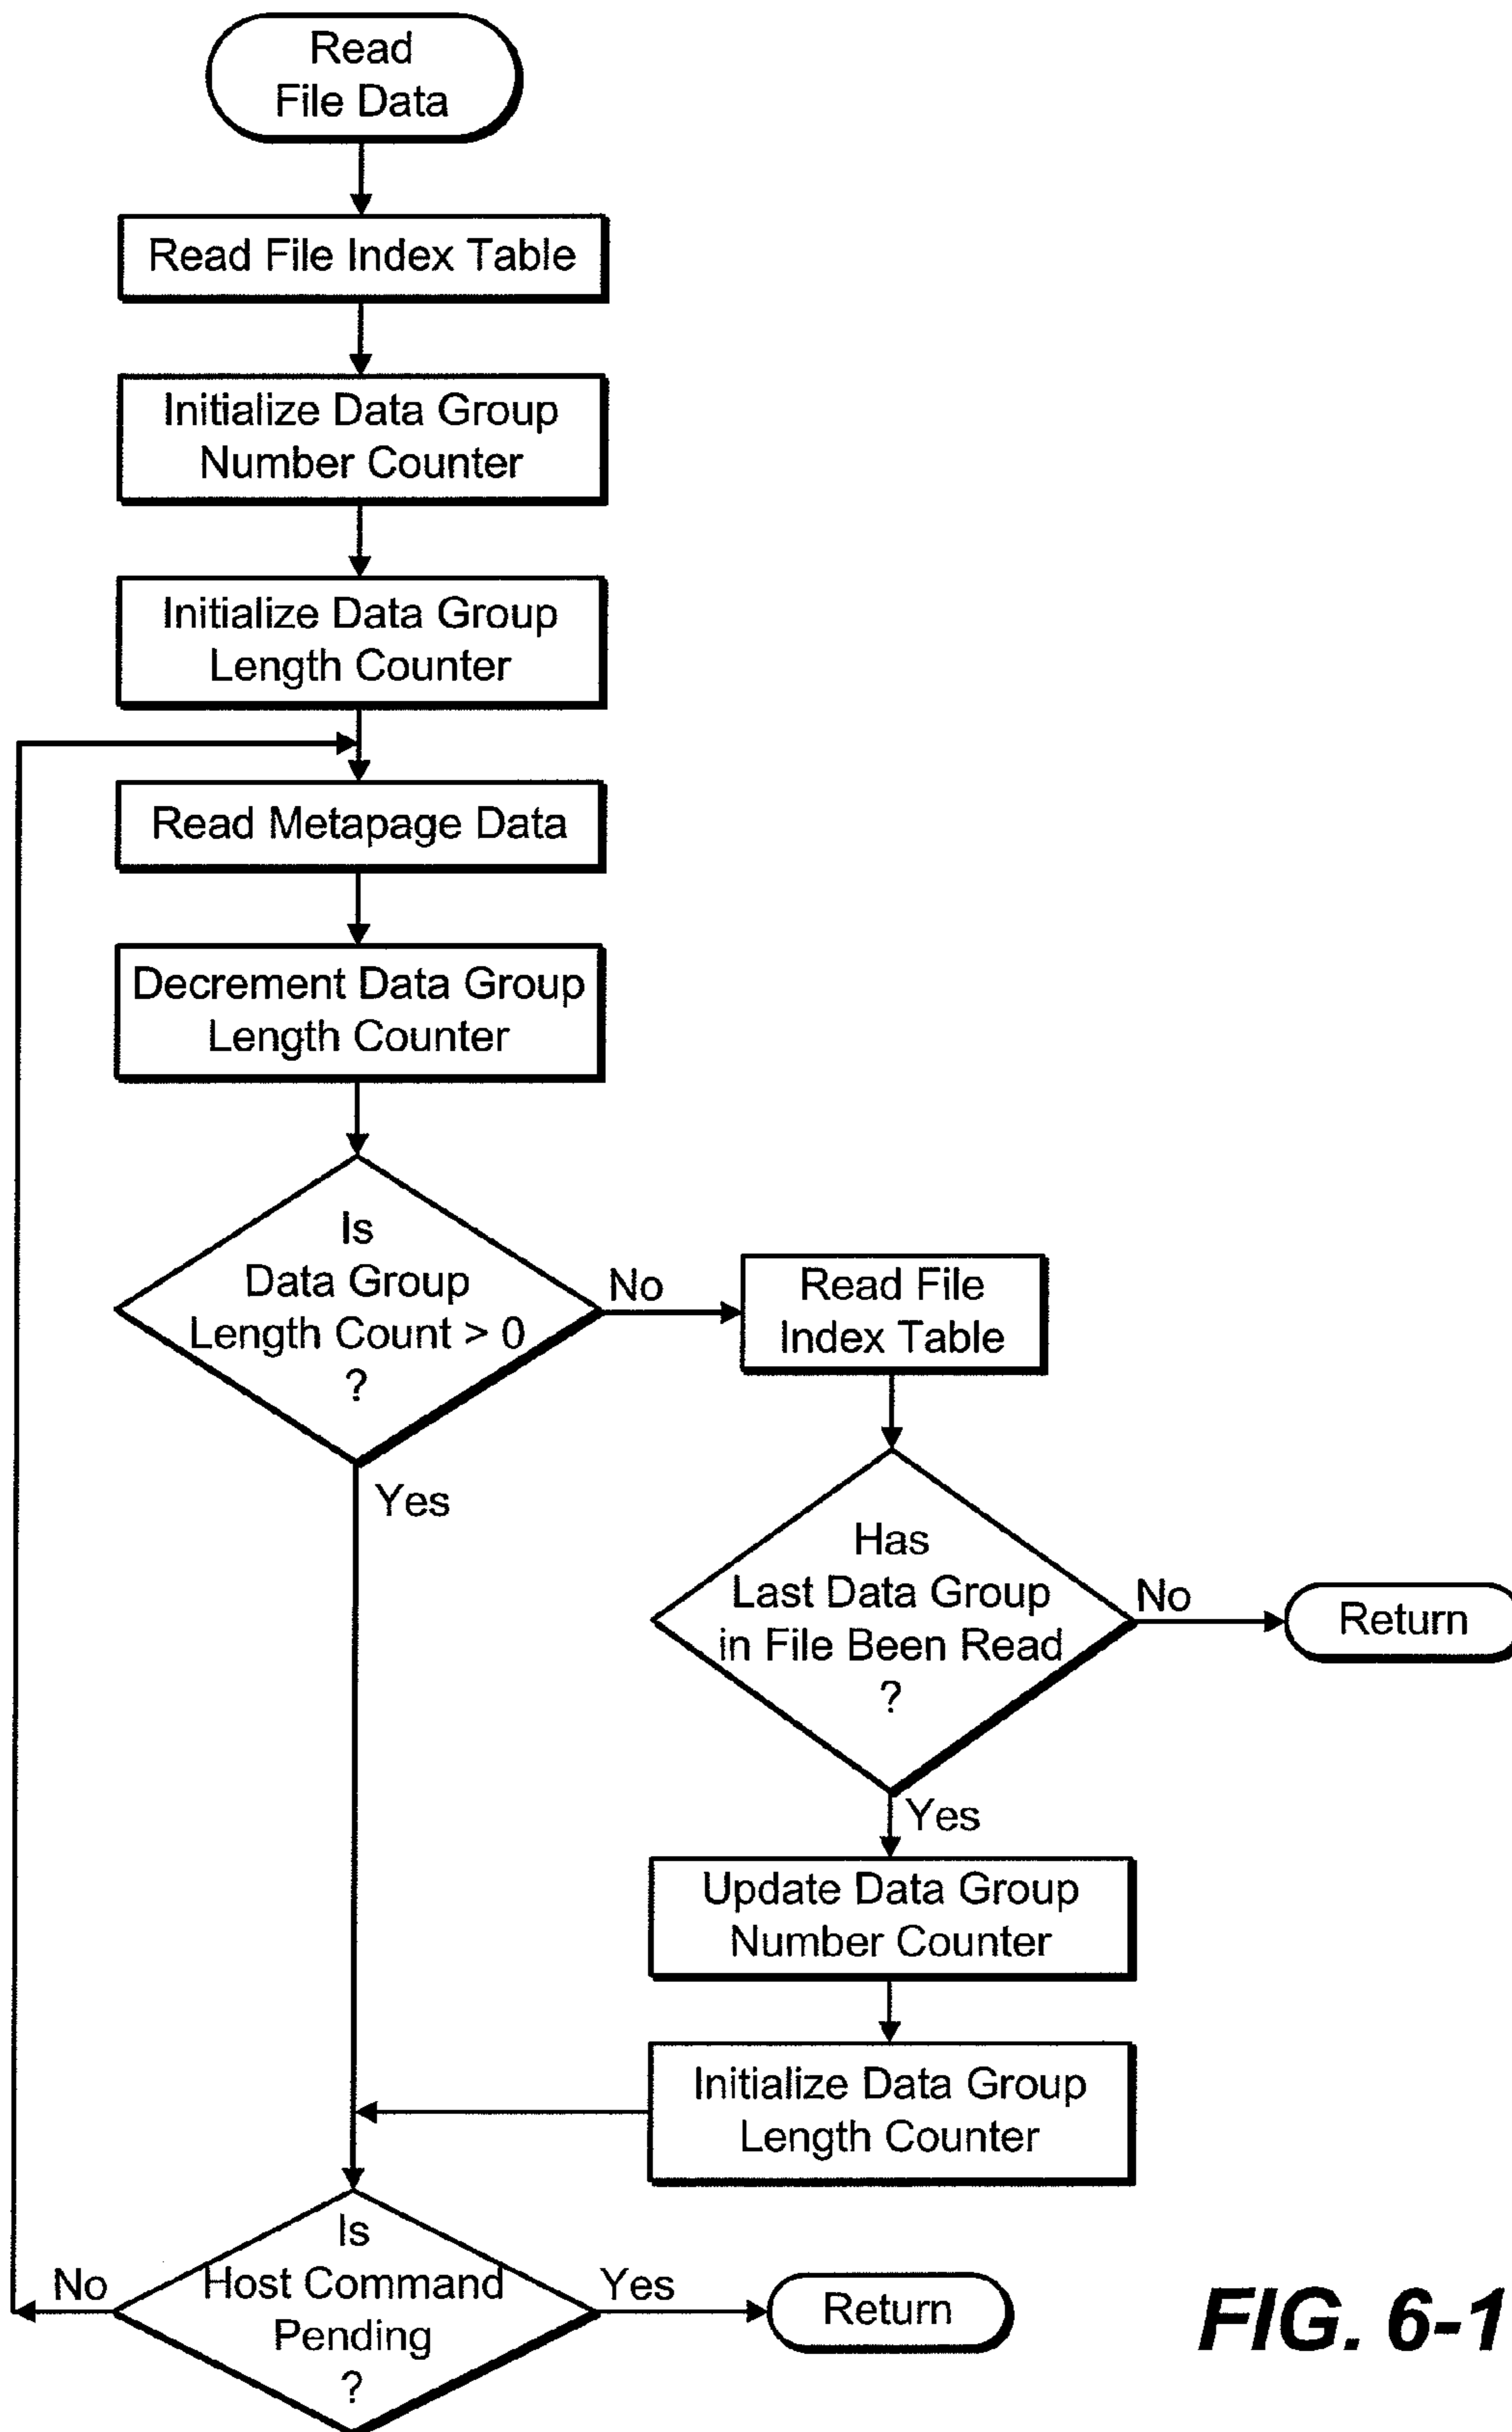 Read
File Data
Read File Index Table
Initialize Data Group
Number Counter
Initialize Data Group
Length Counter
Read Metapage Data
Decrement Data Group
Length Counter
Is
Data Group
Length Count > 0
?
No
Read File
Index Table
Yes
Has
Last Data Group
in File Been Read
?
No
Return
Yes
Update Data Group
Number Counter
Initialize Data Group
Length Counter
Is
Host Command
Pending
?
No
Yes
Return
FIG. 6-1